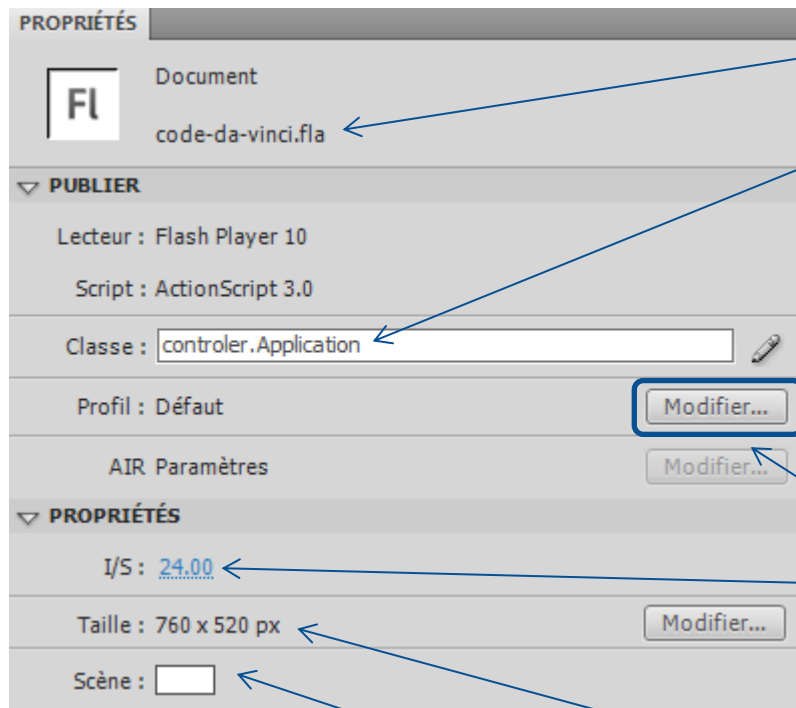 PROPRIÉTÉS
Fl
Document
code-da-vinci.fla
PUBLIER
Lecteur : Flash Player 10
Script : ActionScript 3.0
Classe : controler.Application
Profil : Défaut Modifier...
AIR Paramètres Modifier...
PROPRIÉTÉS
I/S : 24.00
Taille : 760 x 520 px Modifier...
Scène :